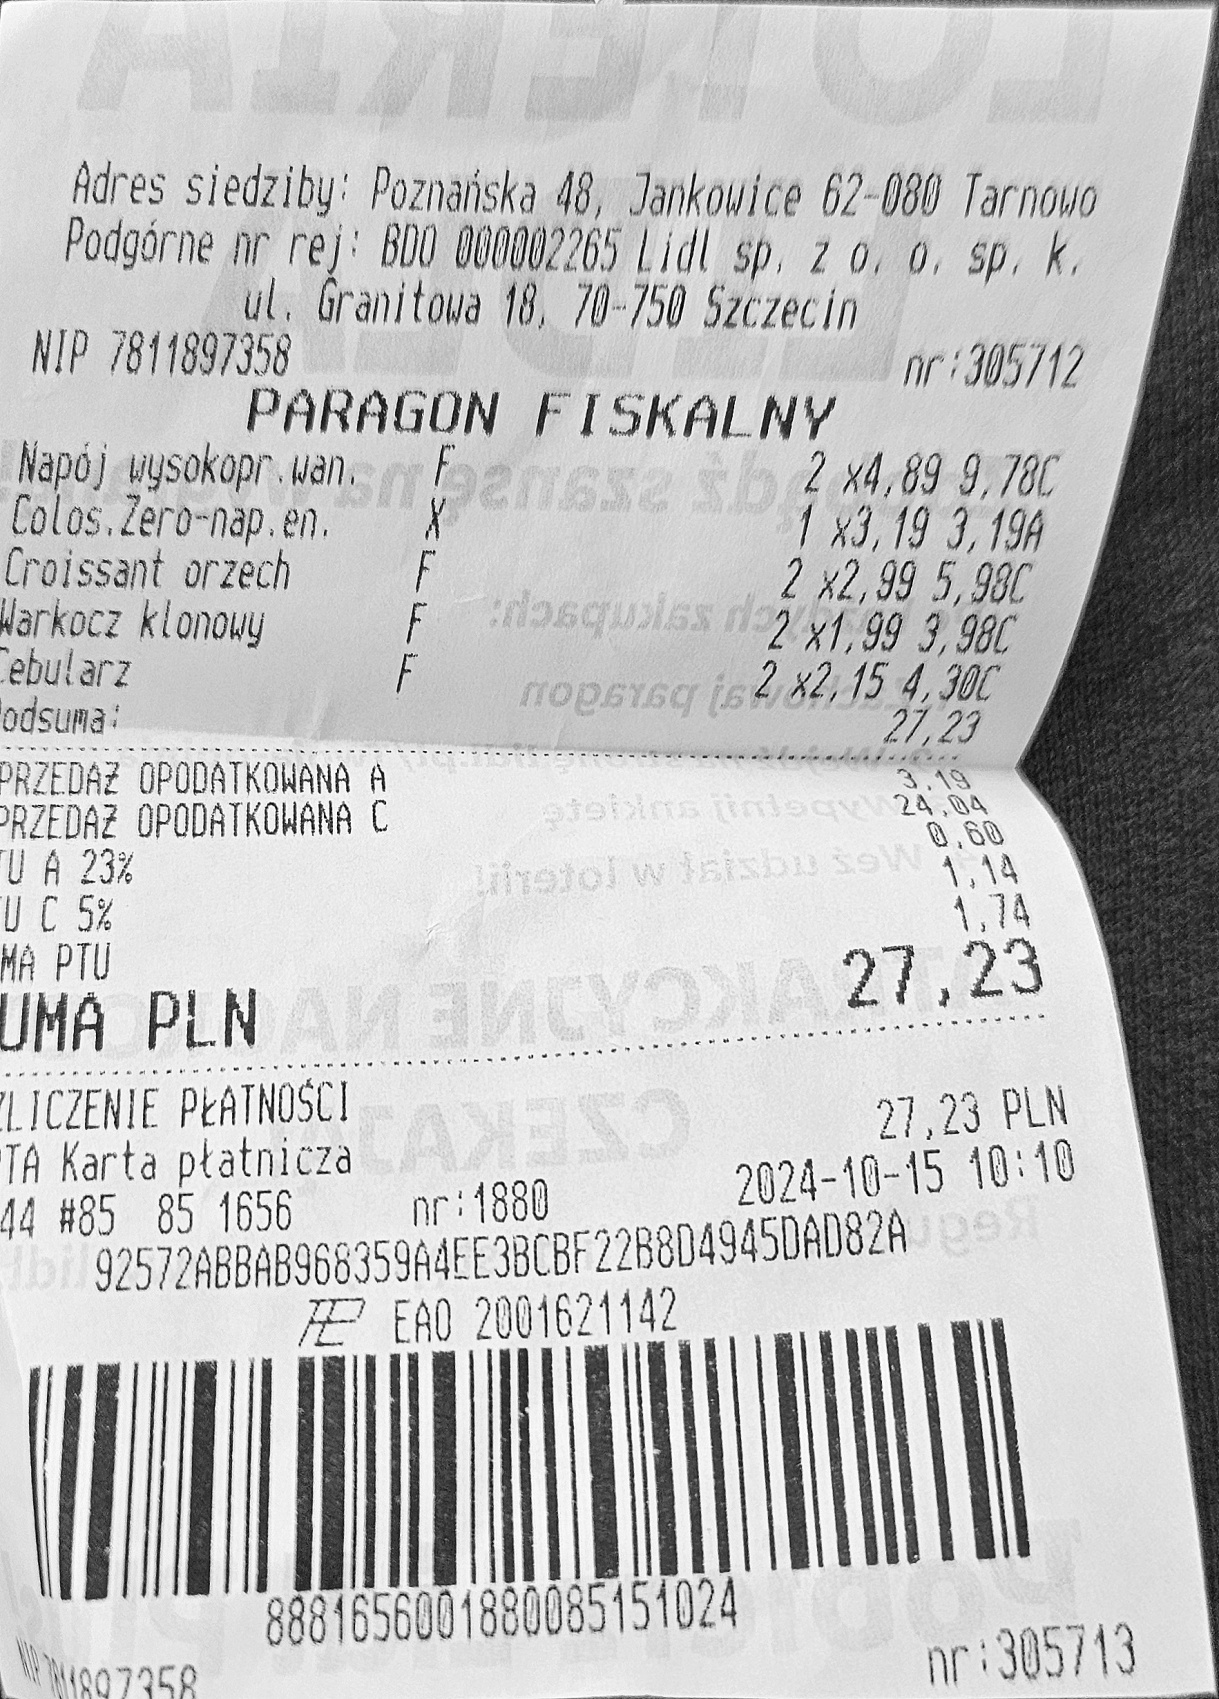 Adres siedziby: Poznańska 48, Jankowice 62-080 Tarnowo
Podgórne nr rej: BDO 000002265 Lidl sp. z o. o. sp. k.
ul. Granitowa 18, 70-750 Szczecin
NIP 7811897358 nr:305712
PARAGON FISKALNY
Napój wysokopr.wan. F 2 x4,89 9,78C
Colos.Zero-nap.en. X 1 x3,19 3,19A
Croissant orzech F 2 x2,99 5,98C
Warkocz klonowy F 2 x1,99 3,98C
Cebularz F 2 x2,15 4,30C
Podsuma: 27,23
PRZEDAŻ OPODATKOWANA A 3,19
PRZEDAŻ OPODATKOWANA C 24,04
TU A 23% 0,60
TU C 5% 1,14
MA PTU 1,74
UMA PLN 27,23
ZLICZENIE PŁATNOŚCI
PTA Karta płatnicza 27,23 PLN
44 #85 85 1656 nr:1880 2024-10-15 10:10
92572ABBAB968359A4EE3BCBF22B8D4945DAD82A
EAO 2001621142
8881656001880085151024
NIP 7811897358 nr:305713